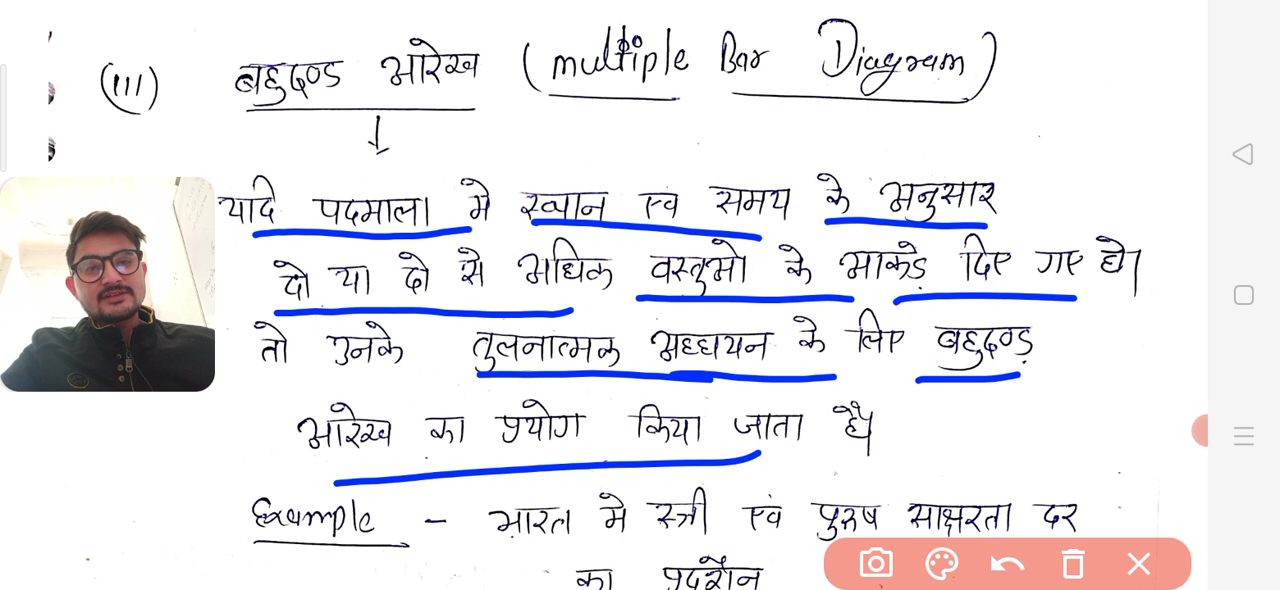 (III) बहुदण्ड आरेख (multiple Bar Diagram)
यदि पदमाला में स्थान एवं समय के अनुसार
दो या दो से अधिक वस्तुओ के आकड़े दिए गए हो।
तो उनके तुलनात्मक अध्ययन के लिए बहुदण्ड़
आरेख का प्रयोग किया जाता है।
Example - भारत में स्त्री एवं पुरुष साक्षरता दर
का प्रदर्शन